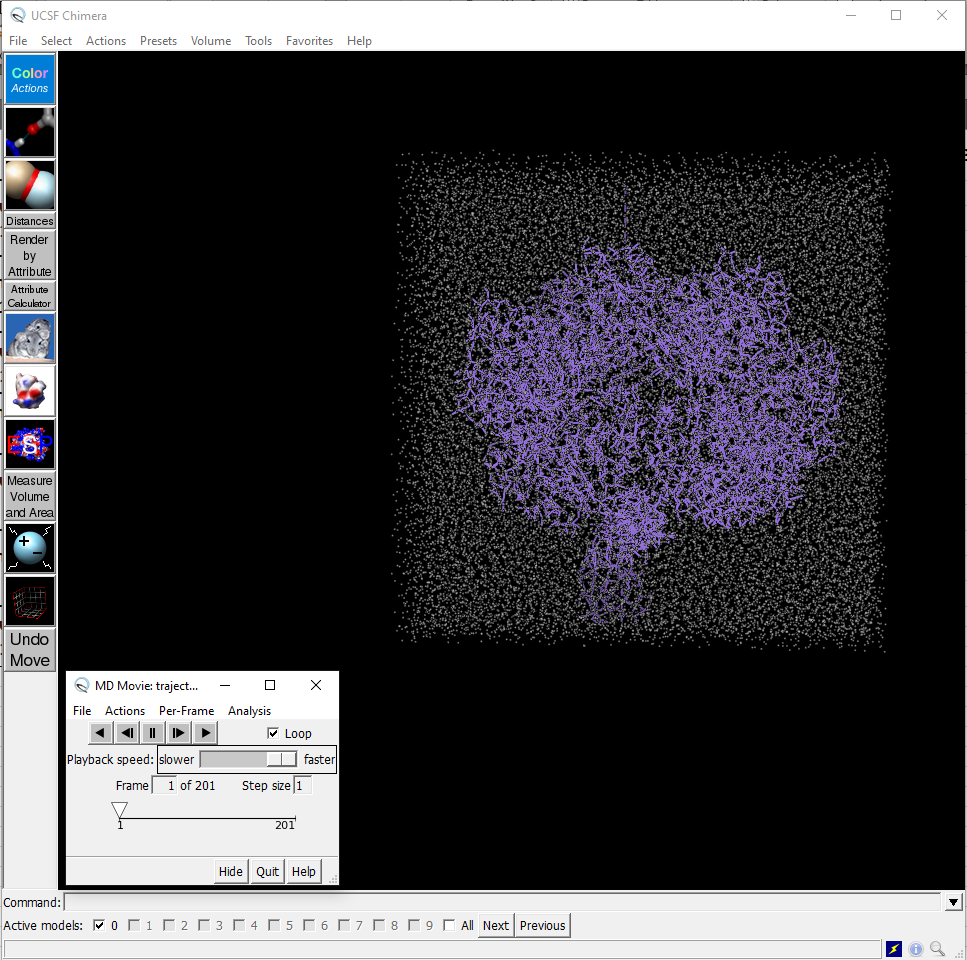 UCSF Chimera
File Select Actions Presets Volume Tools Favorites Help
Color
Actions
Distances
Render
by
Attribute
Attribute
Calculator
ESP
Measure
Volume
and Area
Undo
Move
MD Movie: traject...
File Actions Per-Frame Analysis
Loop
Playback speed: slower faster
Frame 1 of 201 Step size 1
1 201
Hide Quit Help
Command:
Active models: 0 1 2 3 4 5 6 7 8 9 All Next Previous